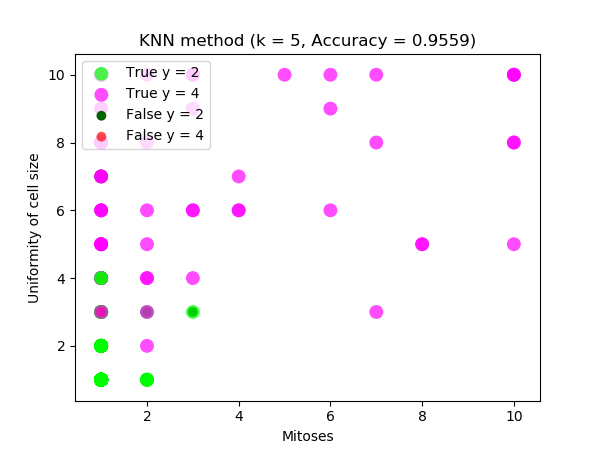 KNN method (k = 5, Accuracy = 0.9559)
True y = 2
True y = 4
False y = 2
False y = 4
10
8
6
4
2
Uniformity of cell size
2 4 6 8 10
Mitoses